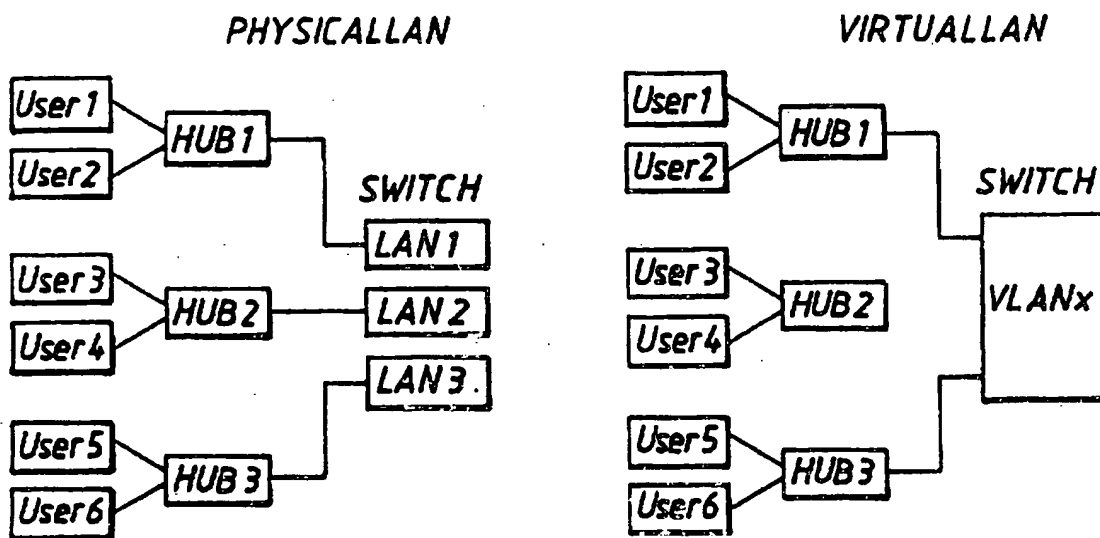 PHYSICALLAN
User1
User2
HUB1
SWITCH
LAN1
User3
User4
HUB2
LAN2
LAN3.
User5
User6
HUB3
VIRTUALLAN
User1
User2
HUB1
SWITCH
User3
User4
HUB2
VLANx
User5
User6
HUB3